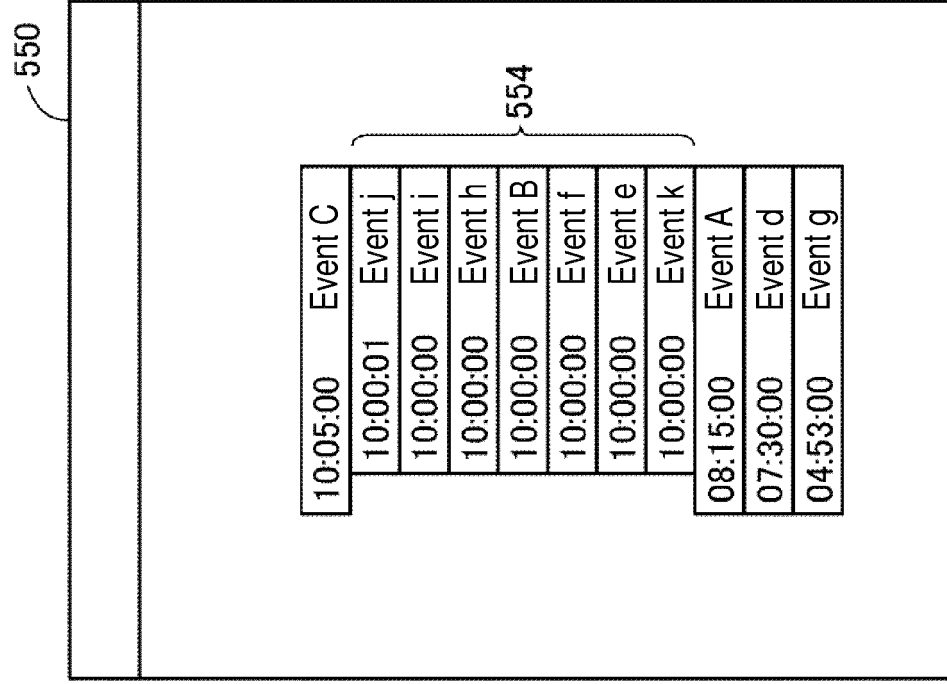 550
10:05:00 Event C
10:00:01 Event j
10:00:00 Event i
10:00:00 Event h
10:00:00 Event B
10:00:00 Event f
10:00:00 Event e
10:00:00 Event k
08:15:00 Event A
07:30:00 Event d
04:53:00 Event g
554